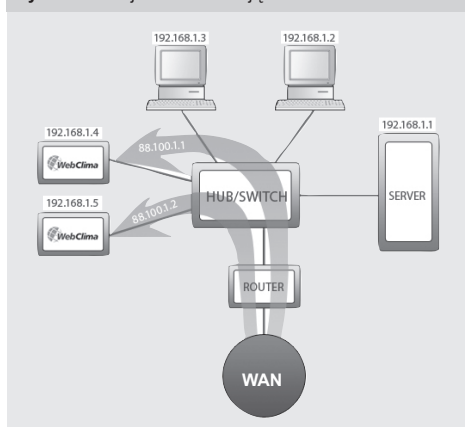 192.168.1.3
192.168.1.2
192.168.1.4
WebClima
88.100.1.1
192.168.1.1
HUB/SWITCH
SERVER
192.168.1.5
WebClima
88.100.1.2
ROUTER
WAN